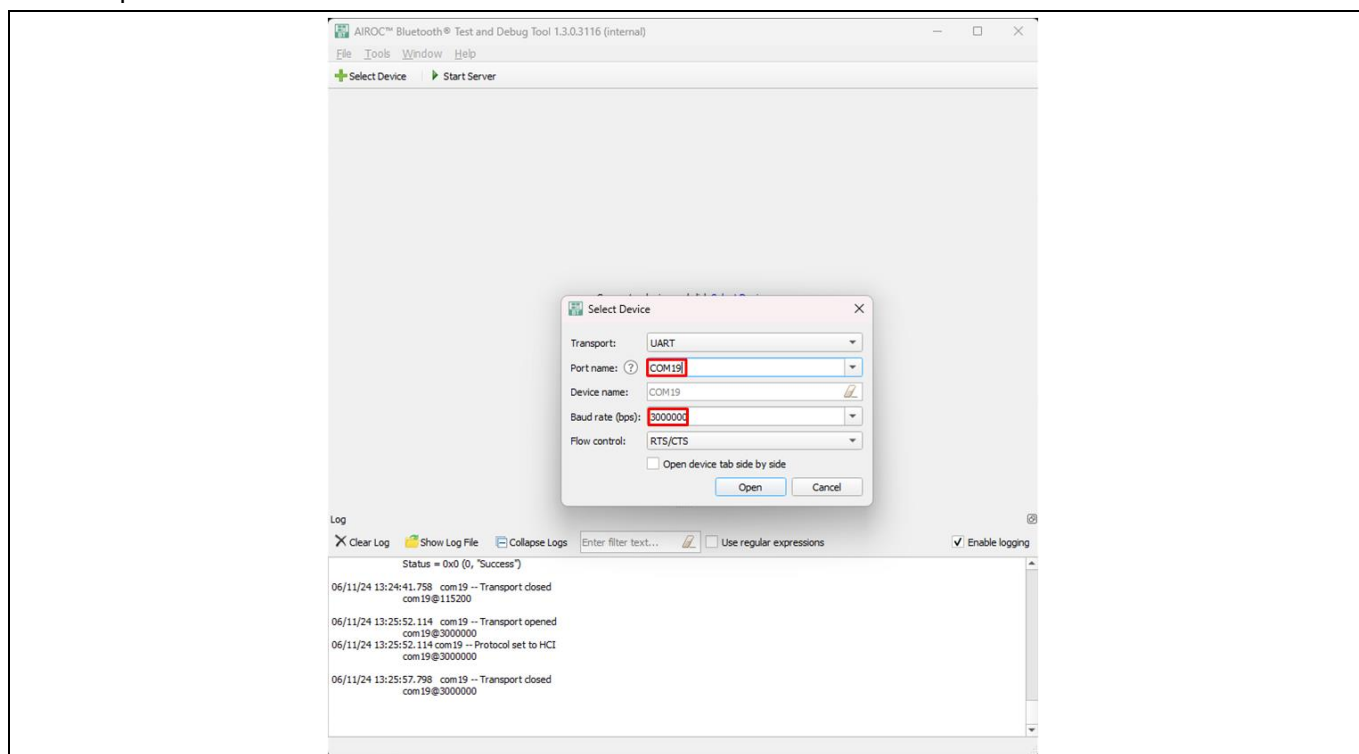 AIROC™ Bluetooth® Test and Debug Tool 1.3.0.3116 (internal)
File Tools Window Help
Select Device Start Server
Select Device
Transport: UART
Port name: ? COM19
Device name: COM19
Baud rate (bps): 3000000
Flow control: RTS/CTS
Open device tab side by side
Open Cancel
Log
Clear Log Show Log File Collapse Logs Enter filter text... Use regular expressions Enable logging
Status = 0x0 (0, "Success")
06/11/24 13:24:41.758 com19 -- Transport closed
com19@115200
06/11/24 13:25:52.114 com19 -- Transport opened
com19@3000000
06/11/24 13:25:52.114 com19 -- Protocol set to HCI
com19@3000000
06/11/24 13:25:57.798 com19 -- Transport closed
com19@3000000